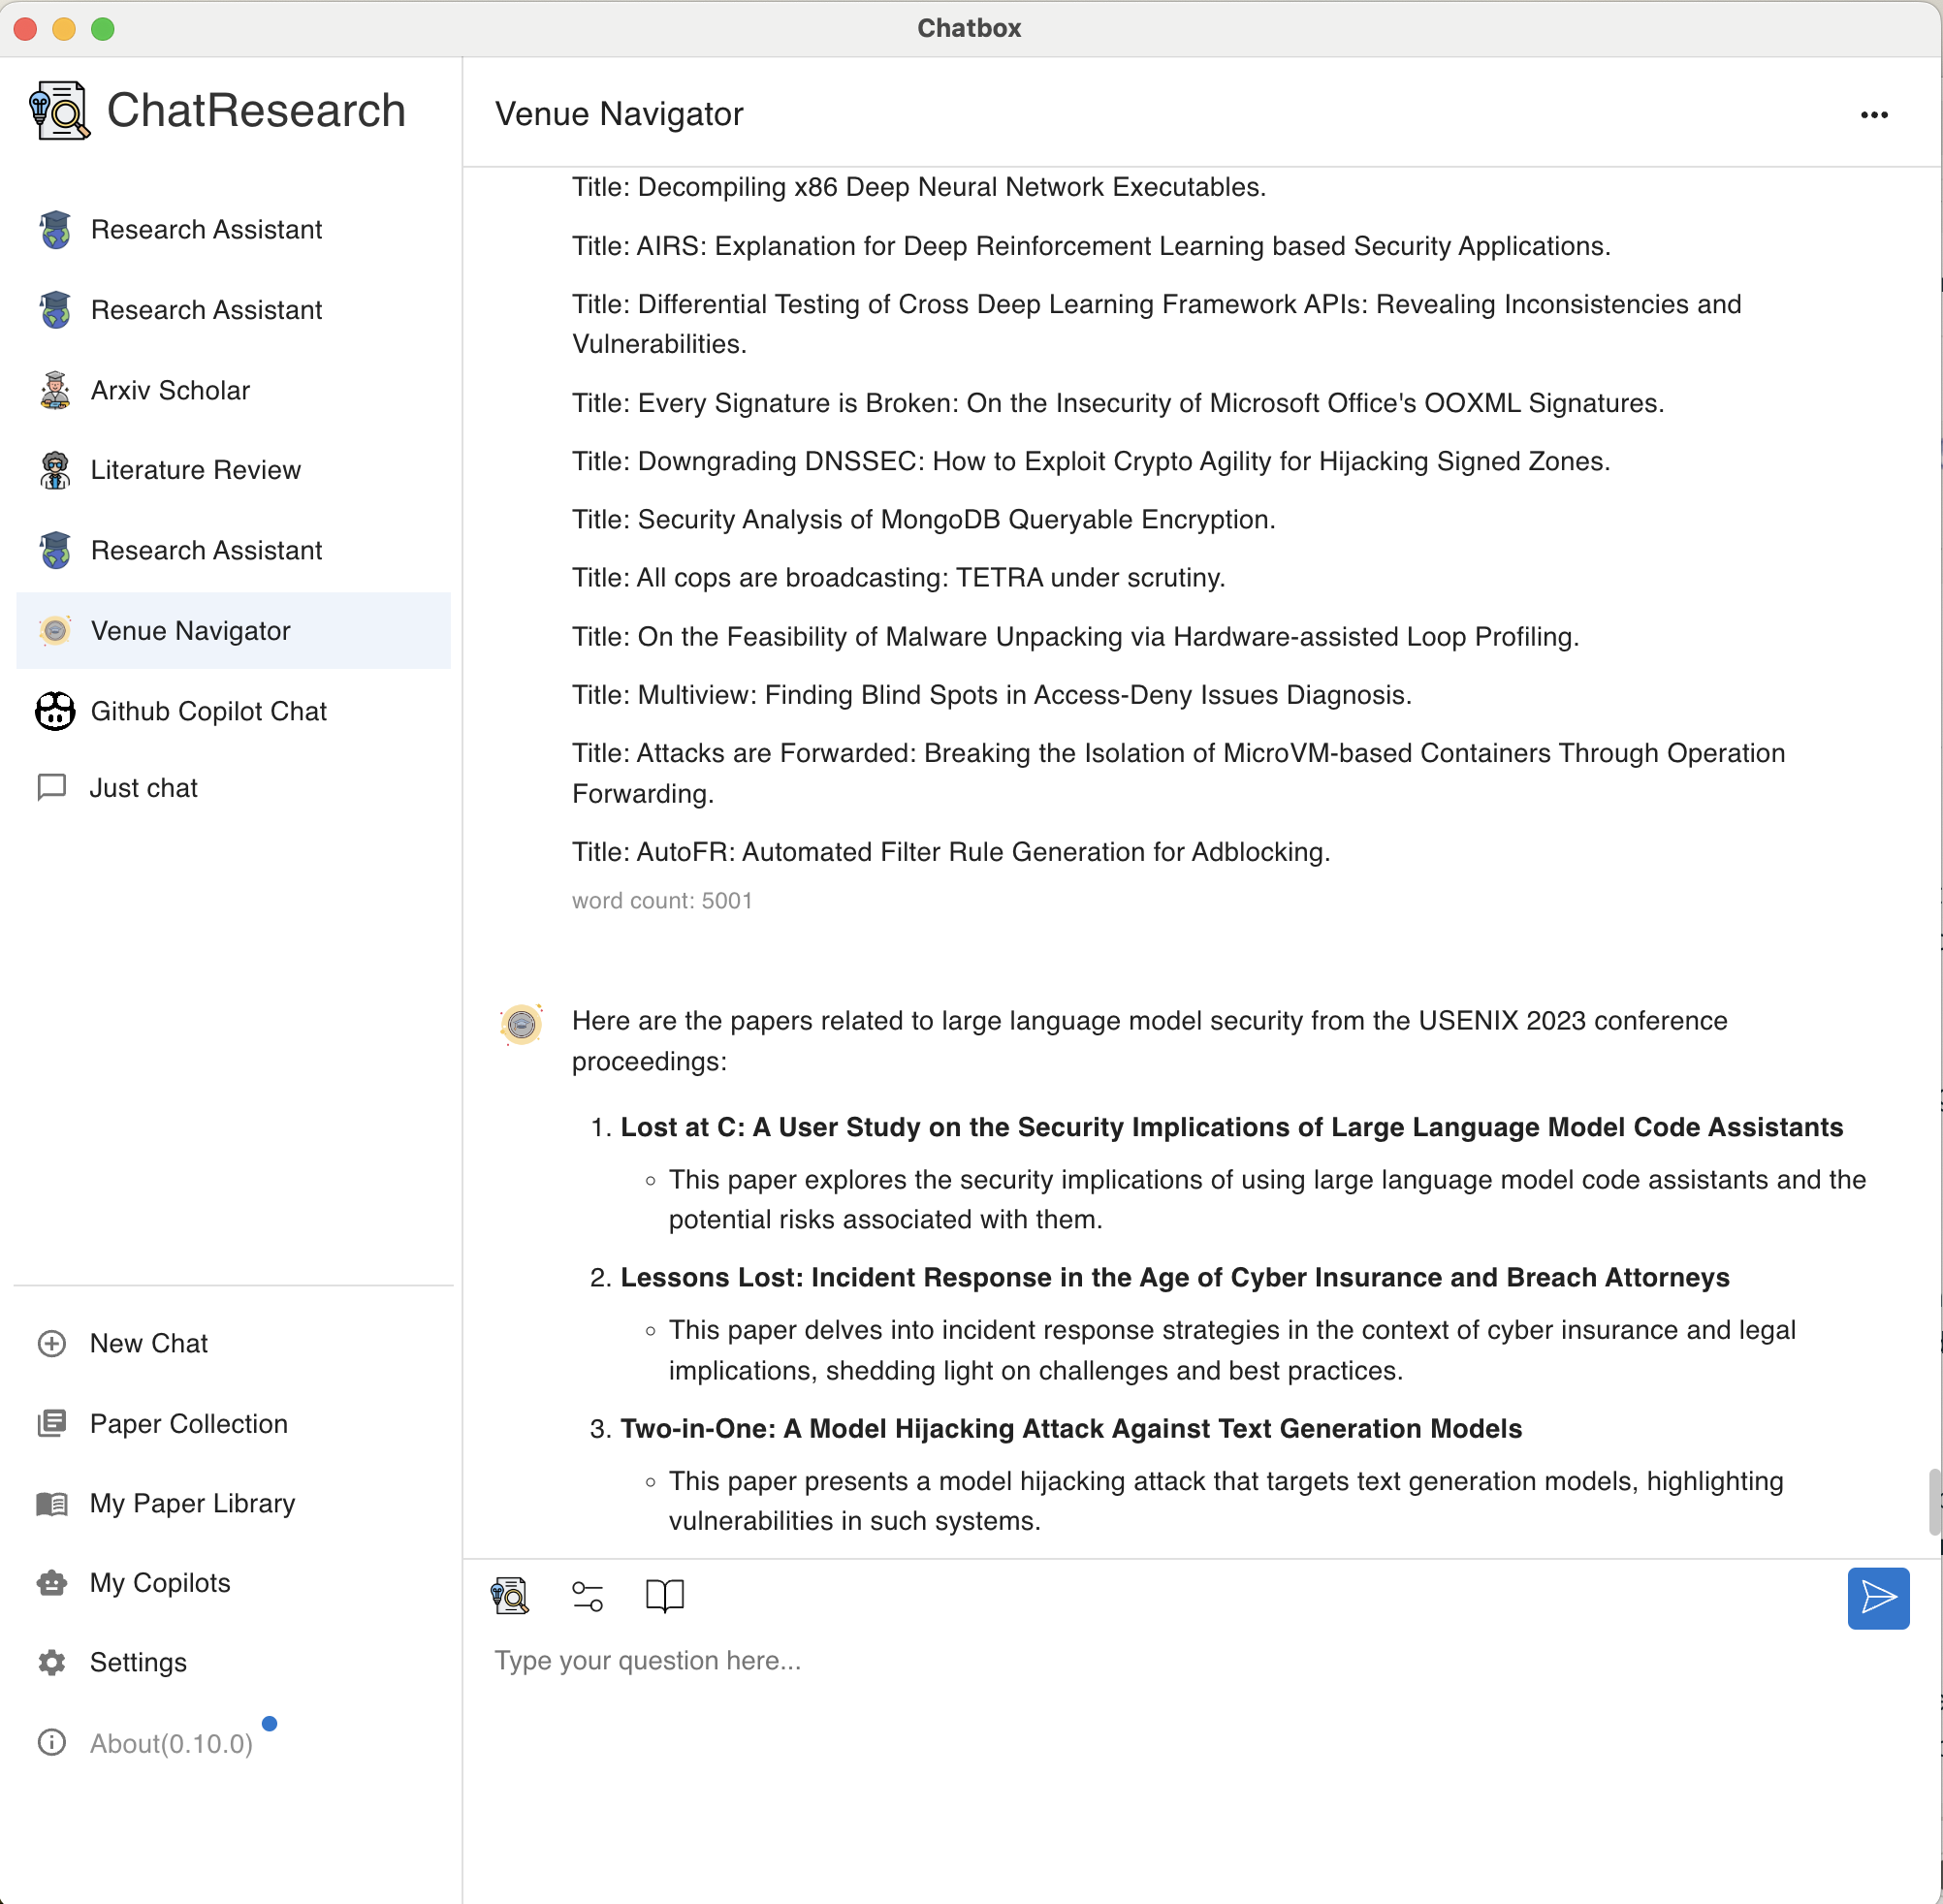 Chatbox
ChatResearch
Research Assistant
Research Assistant
Arxiv Scholar
Literature Review
Research Assistant
Venue Navigator
Github Copilot Chat
Just chat
New Chat
Paper Collection
My Paper Library
My Copilots
Settings
About(0.10.0)
Venue Navigator
Title: Decompiling x86 Deep Neural Network Executables.
Title: AIRS: Explanation for Deep Reinforcement Learning based Security Applications.
Title: Differential Testing of Cross Deep Learning Framework APIs: Revealing Inconsistencies and
Vulnerabilities.
Title: Every Signature is Broken: On the Insecurity of Microsoft Office's OOXML Signatures.
Title: Downgrading DNSSEC: How to Exploit Crypto Agility for Hijacking Signed Zones.
Title: Security Analysis of MongoDB Queryable Encryption.
Title: All cops are broadcasting: TETRA under scrutiny.
Title: On the Feasibility of Malware Unpacking via Hardware-assisted Loop Profiling.
Title: Multiview: Finding Blind Spots in Access-Deny Issues Diagnosis.
Title: Attacks are Forwarded: Breaking the Isolation of MicroVM-based Containers Through Operation
Forwarding.
Title: AutoFR: Automated Filter Rule Generation for Adblocking.
word count: 5001
Here are the papers related to large language model security from the USENIX 2023 conference
proceedings:
1. Lost at C: A User Study on the Security Implications of Large Language Model Code Assistants
◦ This paper explores the security implications of using large language model code assistants and the
potential risks associated with them.
2. Lessons Lost: Incident Response in the Age of Cyber Insurance and Breach Attorneys
◦ This paper delves into incident response strategies in the context of cyber insurance and legal
implications, shedding light on challenges and best practices.
3. Two-in-One: A Model Hijacking Attack Against Text Generation Models
◦ This paper presents a model hijacking attack that targets text generation models, highlighting
vulnerabilities in such systems.
Type your question here...